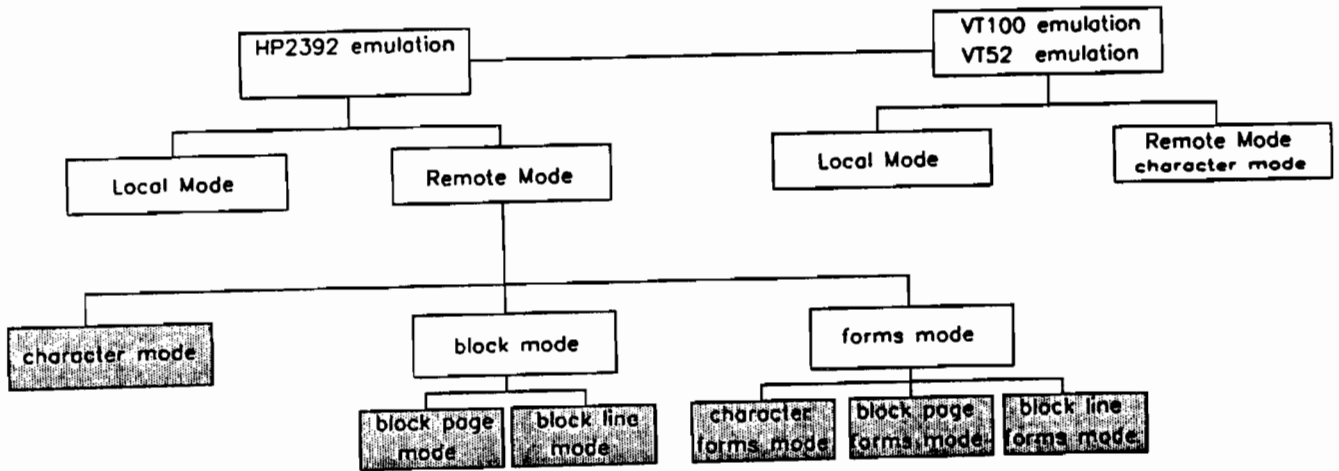 HP2392 emulation
VT100 emulation
VT52 emulation
Local Mode
Remote Mode
Local Mode
Remote Mode
character mode
character mode
block mode
forms mode
block page
mode
block line
mode
character
forms mode
block page
forms mode
block line
forms mode